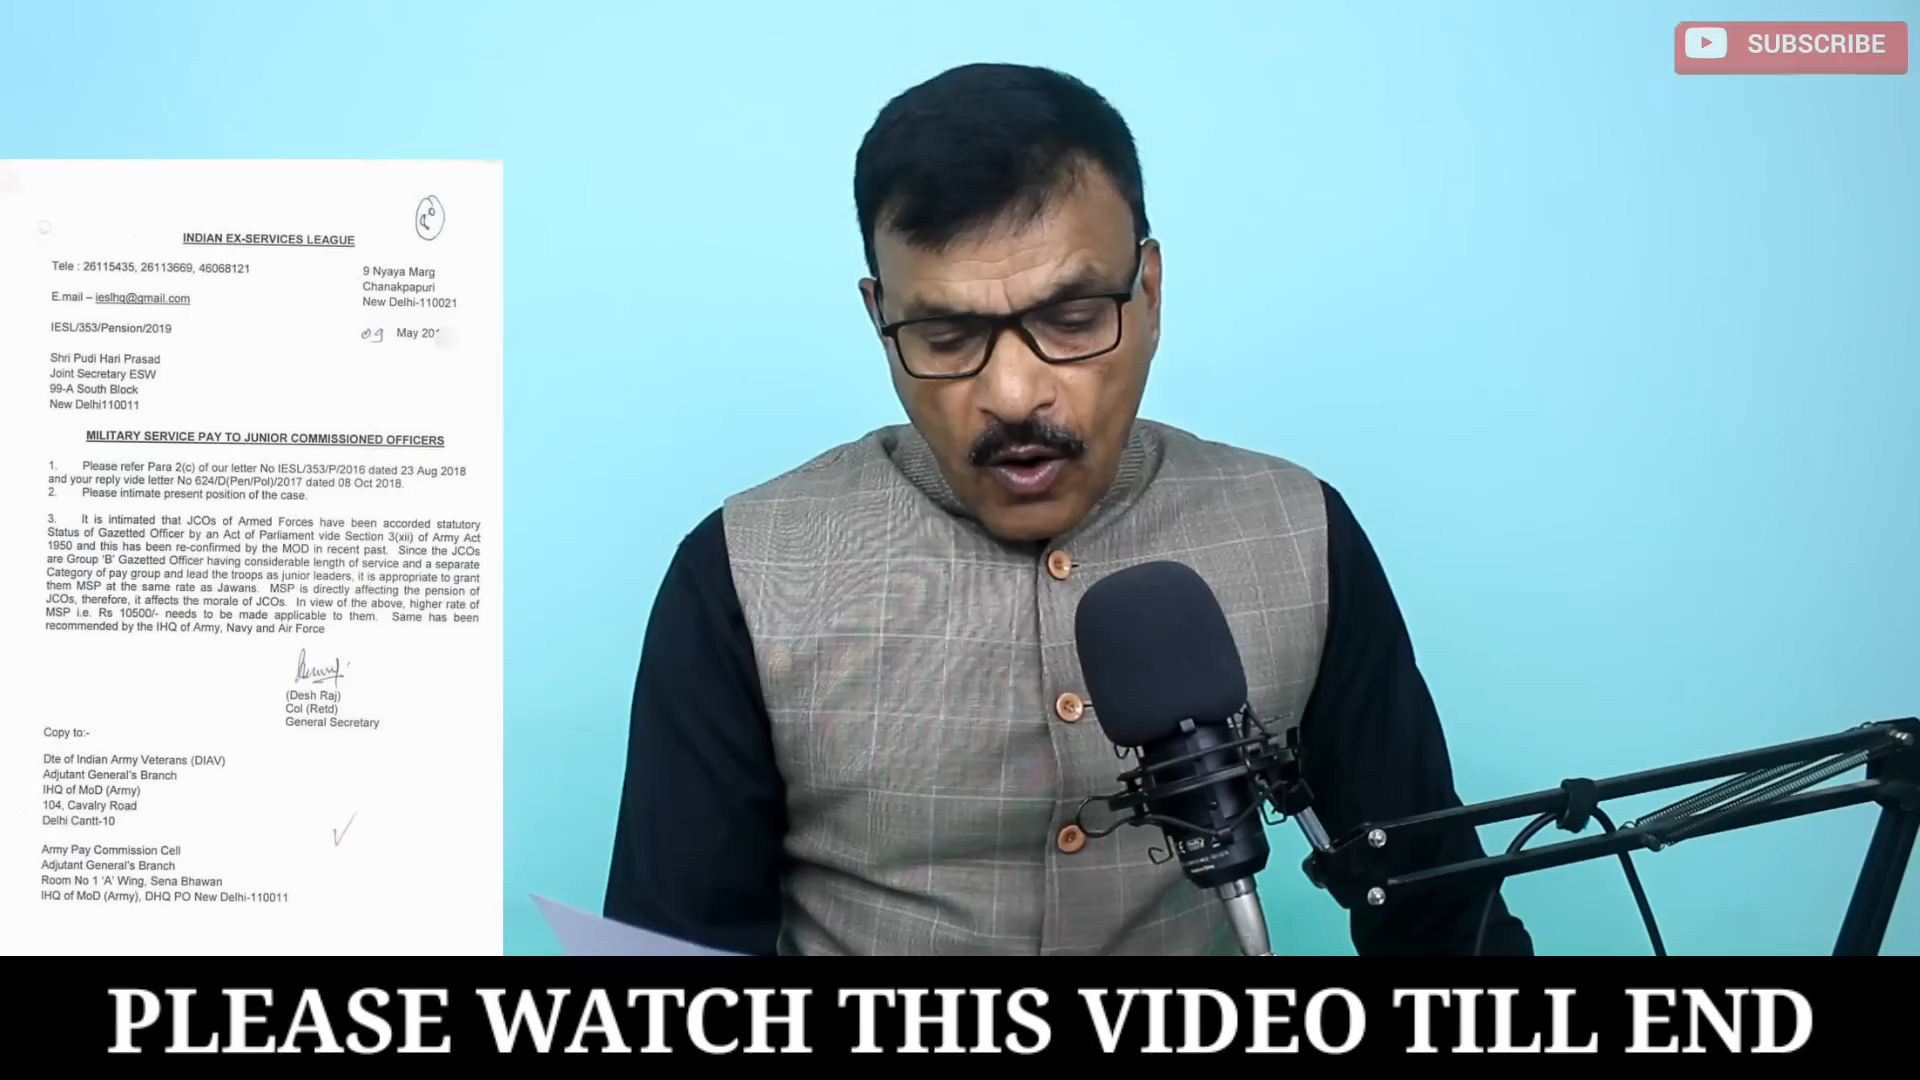 SUBSCRIBE
INDIAN EX-SERVICES LEAGUE
Tele : 26115435, 26113669, 46068121
9 Nyaya Marg
Chanakpapuri
New Delhi-110021
E.mail – ieslhq@gmail.com
IESL/353/Pension/2019
09 May 20
Shri Pudi Hari Prasad
Joint Secretary ESW
99-A South Block
New Delhi110011
MILITARY SERVICE PAY TO JUNIOR COMMISSIONED OFFICERS
1. Please refer Para 2(c) of our letter No IESL/353/P/2016 dated 23 Aug 2018
and your reply vide letter No 624/D(Pen/Pol)/2017 dated 08 Oct 2018.
2. Please intimate present position of the case.
3. It is intimated that JCOs of Armed Forces have been accorded statutory
Status of Gazetted Officer by an Act of Parliament vide Section 3(xii) of Army Act
1950 and this has been re-confirmed by the MOD in recent past. Since the JCOs
are Group 'B' Gazetted Officer having considerable length of service and a separate
Category of pay group and lead the troops as junior leaders, it is appropriate to grant
them MSP at the same rate as Jawans. MSP is directly affecting the pension of
JCOs, therefore, it affects the morale of JCOs. In view of the above, higher rate of
MSP i.e. Rs 10500/- needs to be made applicable to them. Same has been
recommended by the IHQ of Army, Navy and Air Force
(Desh Raj)
Col (Retd)
General Secretary
Copy to:-
Dte of Indian Army Veterans (DIAV)
Adjutant General's Branch
IHQ of MoD (Army)
104, Cavalry Road
Delhi Cantt-10
Army Pay Commission Cell
Adjutant General's Branch
Room No 1 'A' Wing, Sena Bhawan
IHQ of MoD (Army), DHQ PO New Delhi-110011
PLEASE WATCH THIS VIDEO TILL END